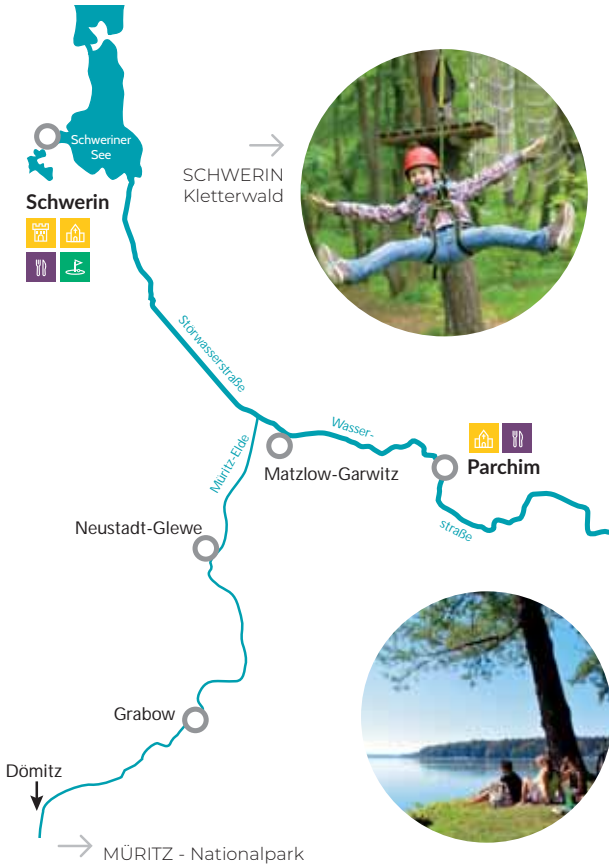 Schweriner
See
Schwerin
SCHWERIN
Kletterwald
Störwasserstraße
Wasser-
Müritz-Elde
Matzlow-Garwitz
Parchim
straße
Neustadt-Glewe
Grabow
Dömitz
MÜRITZ - Nationalpark